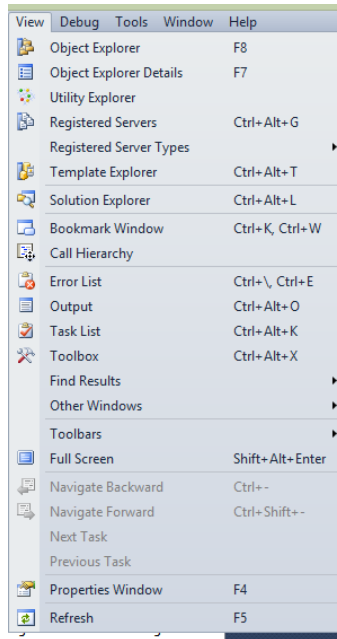 View Debug Tools Window Help
Object Explorer F8
Object Explorer Details F7
Utility Explorer
Registered Servers Ctrl+Alt+G
Registered Server Types
Template Explorer Ctrl+Alt+T
Solution Explorer Ctrl+Alt+L
Bookmark Window Ctrl+K, Ctrl+W
Call Hierarchy
Error List Ctrl+\, Ctrl+E
Output Ctrl+Alt+O
Task List Ctrl+Alt+K
Toolbox Ctrl+Alt+X
Find Results
Other Windows
Toolbars
Full Screen Shift+Alt+Enter
Navigate Backward Ctrl+-
Navigate Forward Ctrl+Shift+-
Next Task
Previous Task
Properties Window F4
Refresh F5